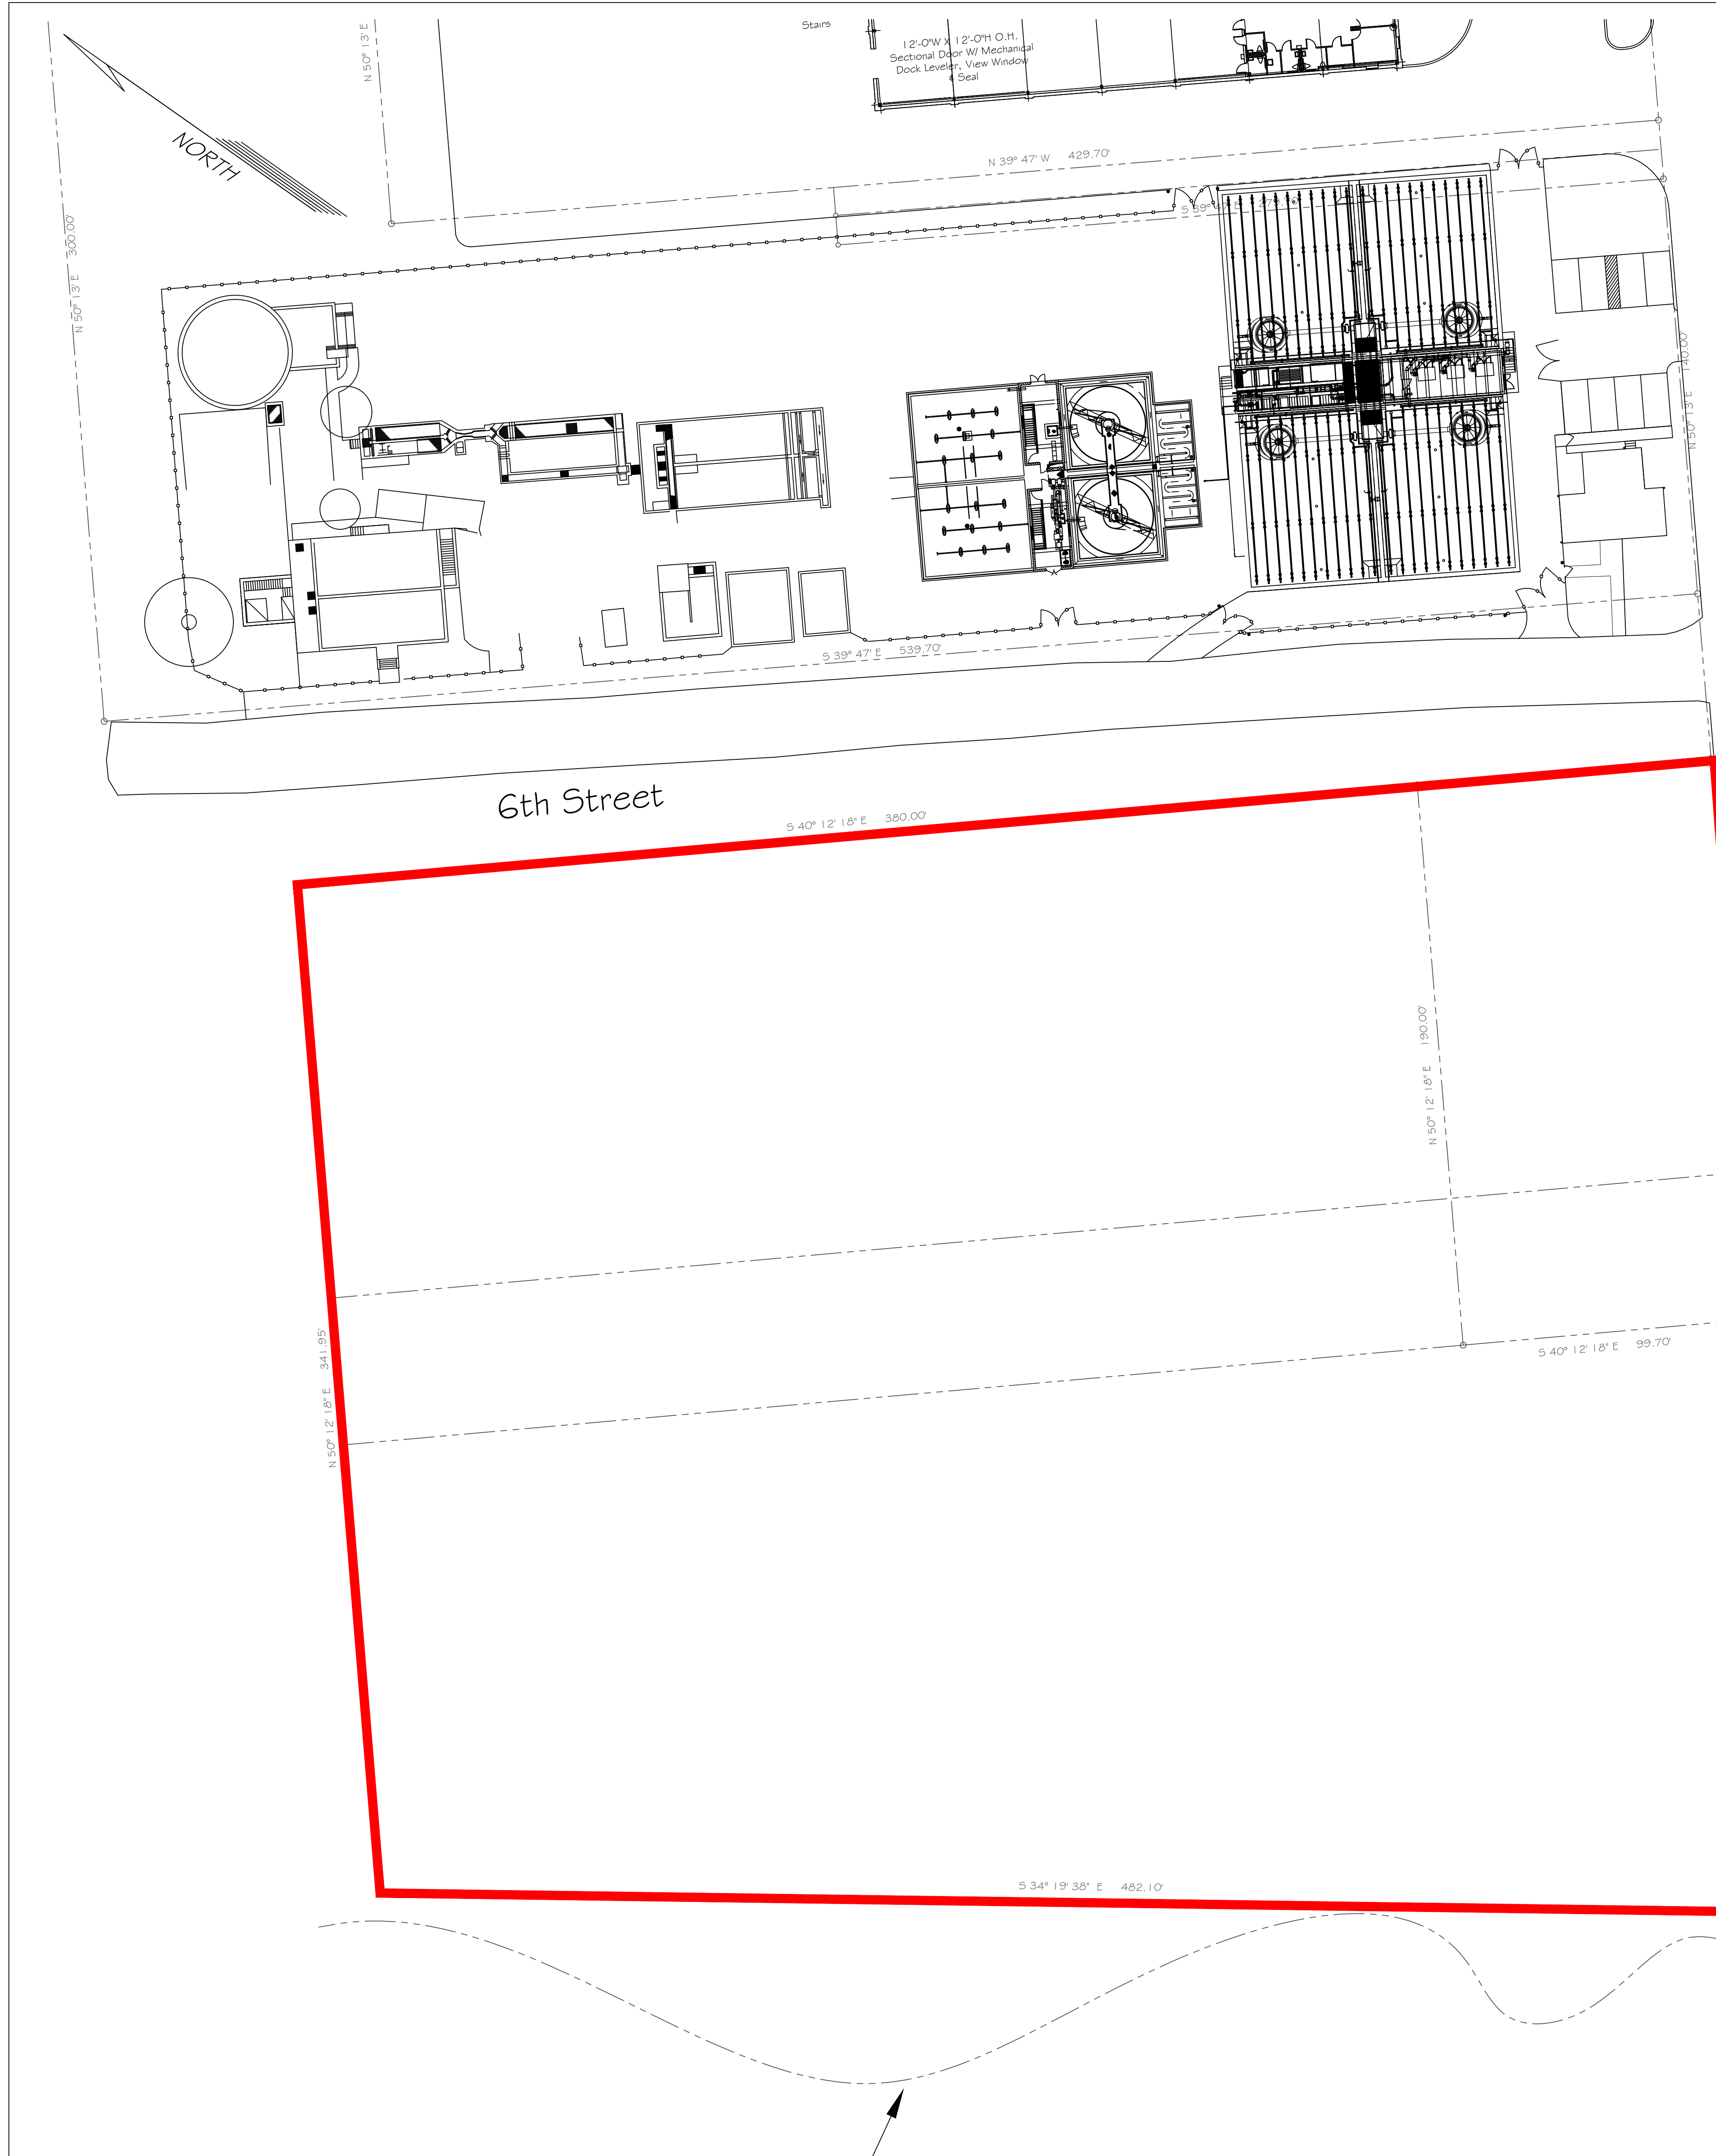 Stairs
12'-0"W X 12'-0"H O.H.
Sectional Door W/ Mechanical
Dock Leveler, View Window
& Seal
N 50° 13' E
NORTH
N 50° 13' E 300.00'
N 39° 47' W 429.70'
S 39° 47' E
N 50° 13' E 140.00'
S 39° 47' E 539.70'
6th Street
S 40° 12' 18" E 380.00'
N 50° 12' 18" E 190.00'
S 40° 12' 18" E 99.70'
N 50° 12' 18" E 341.95'
S 34° 19' 38" E 482.10'